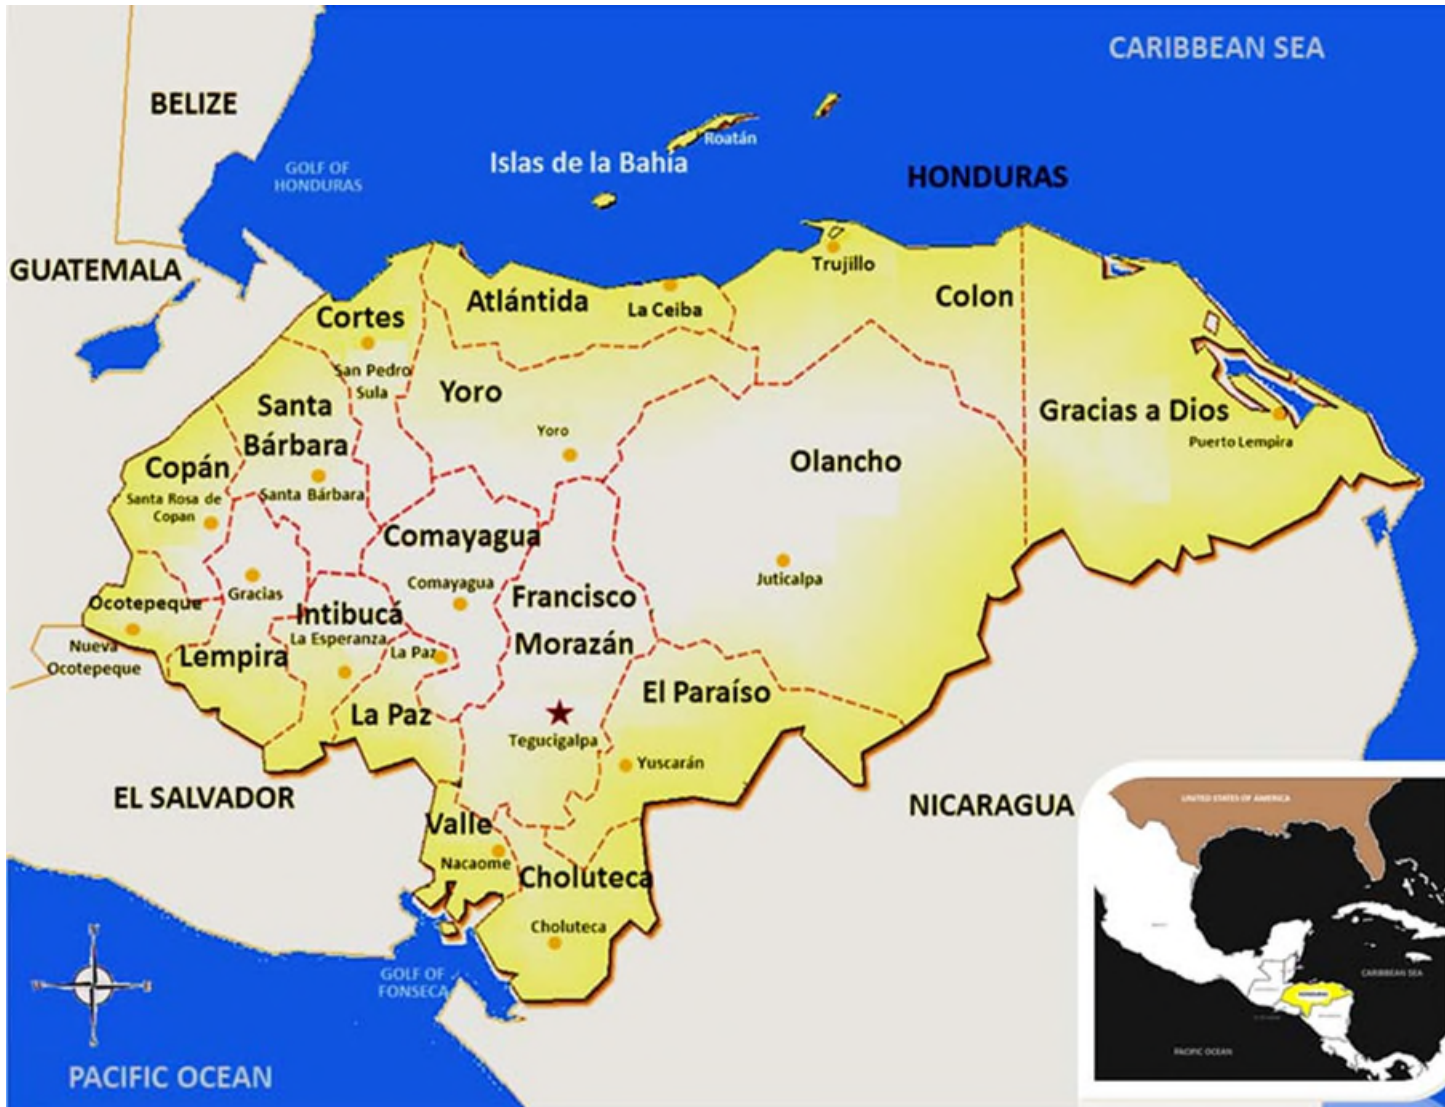 CARIBBEAN SEA
BELIZE
Roatán
Islas de la Bahía
GOLF OF
HONDURAS
HONDURAS
GUATEMALA
Trujillo
Colon
Atlántida
La Ceiba
Cortes
San Pedro
Sula
Yoro
Santa
Bárbara
Gracias a Dios
Puerto Lempira
Yoro
Olancho
Copán
Santa Rosa de
Copan
Santa Bárbara
Comayagua
Comayagua
Juticalpa
Gracias
Ocotepeque
Intibucá
La Esperanza
Francisco
Morazán
Nueva
Ocotepeque
Lempira
La Paz
La Paz
El Paraíso
Tegucigalpa
Yuscarán
EL SALVADOR
NICARAGUA
Valle
Nacaome
Choluteca
Choluteca
GOLF OF
FONSECA
PACIFIC OCEAN
UNITED STATES OF AMERICA
CARIBBEAN SEA
HONDURAS
PACIFIC OCEAN